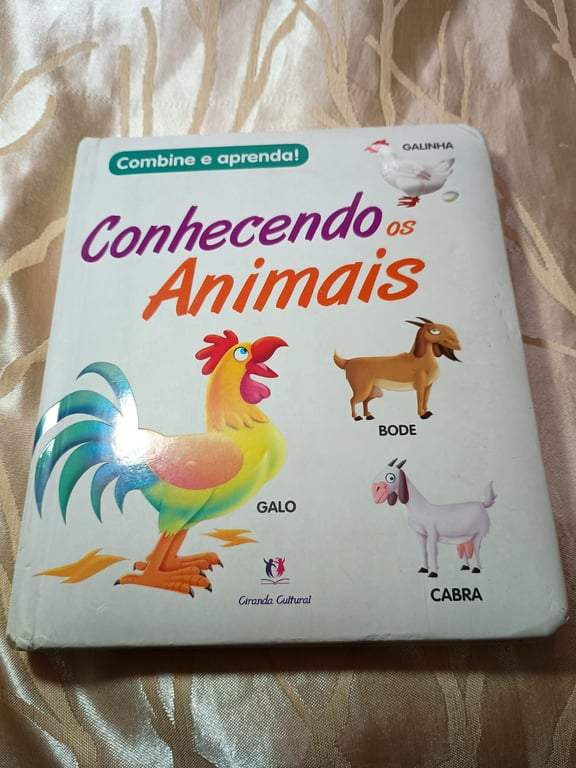 Combine e aprenda!
GALINHA
Conhecendo os
Animais
BODE
GALO
CABRA
Ciranda Cultural